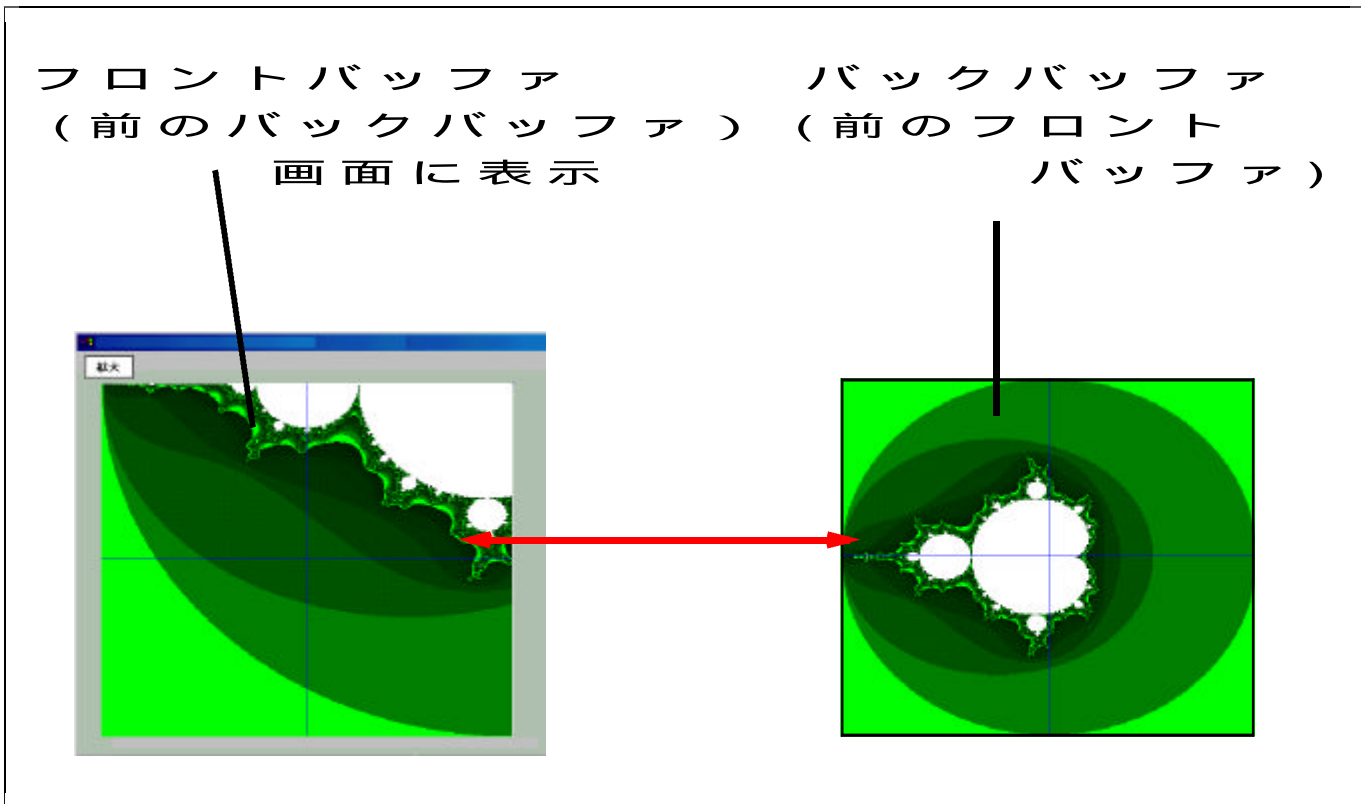 フロントバッファ
(前のバックバッファ)
画面に表示
バックバッファ
(前のフロント
バッファ)
拡大